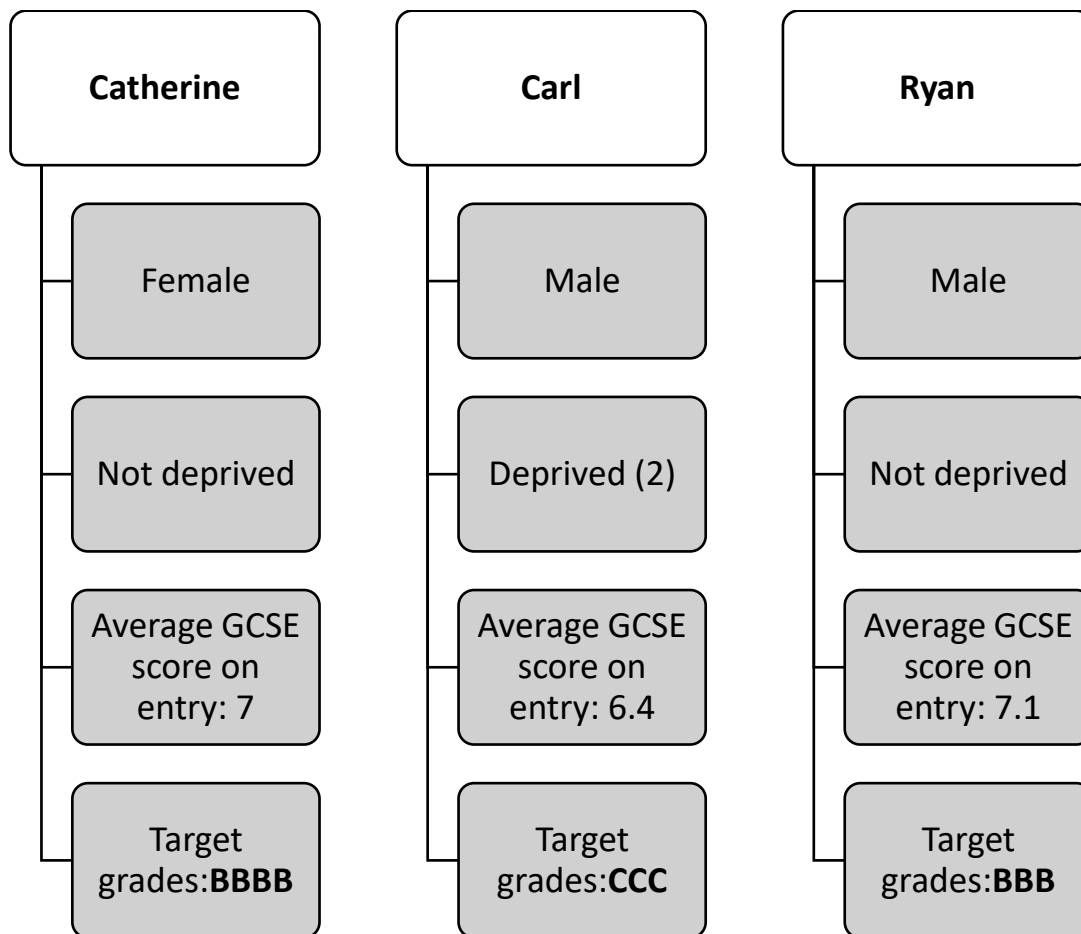 Catherine
Female
Not deprived
Average GCSE
score on
entry: 7
Target
grades:BBBB
Carl
Male
Deprived (2)
Average GCSE
score on
entry: 6.4
Target
grades:CCC
Ryan
Male
Not deprived
Average GCSE
score on
entry: 7.1
Target
grades:BBB